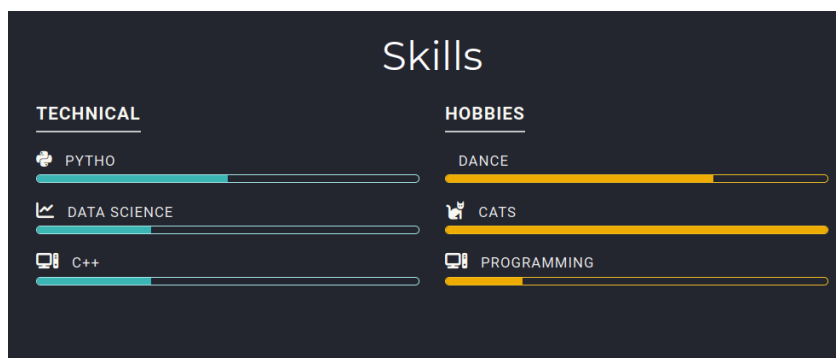 Skills
TECHNICAL
PYTHO
DATA SCIENCE
C++
HOBBIES
DANCE
CATS
PROGRAMMING